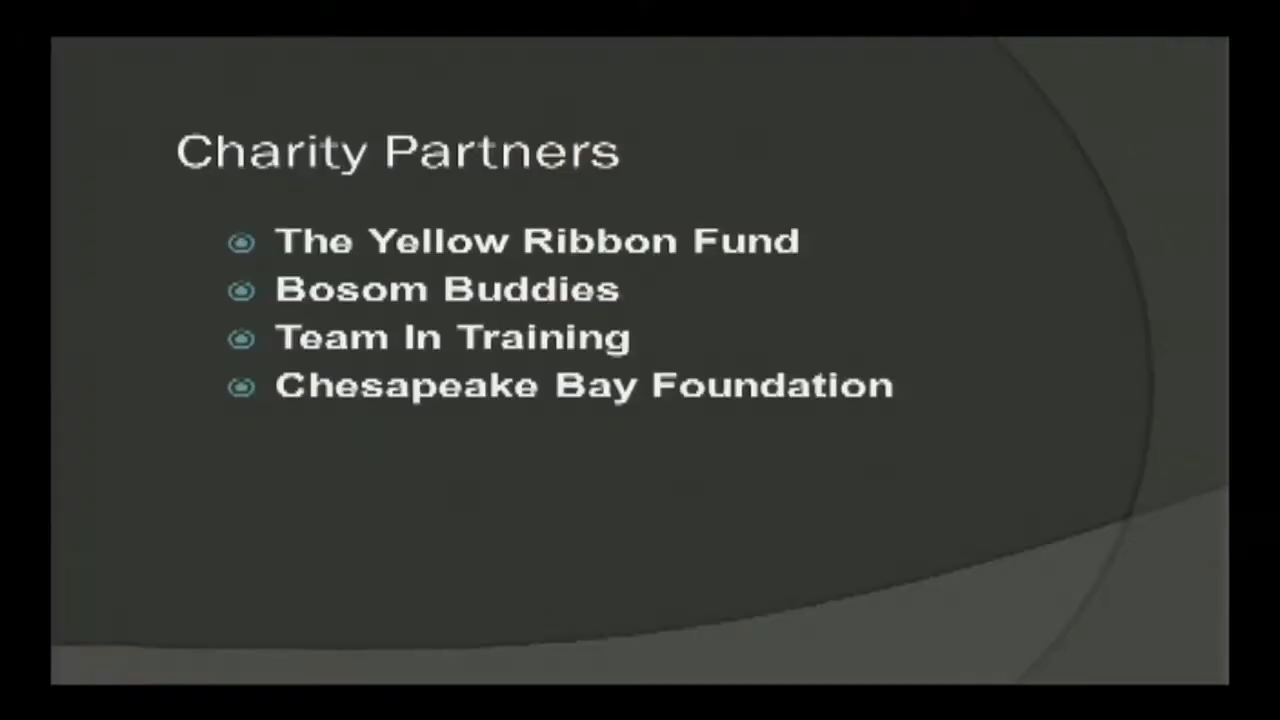 Charity Partners
The Yellow Ribbon Fund
Bosom Buddies
Team In Training
Chesapeake Bay Foundation